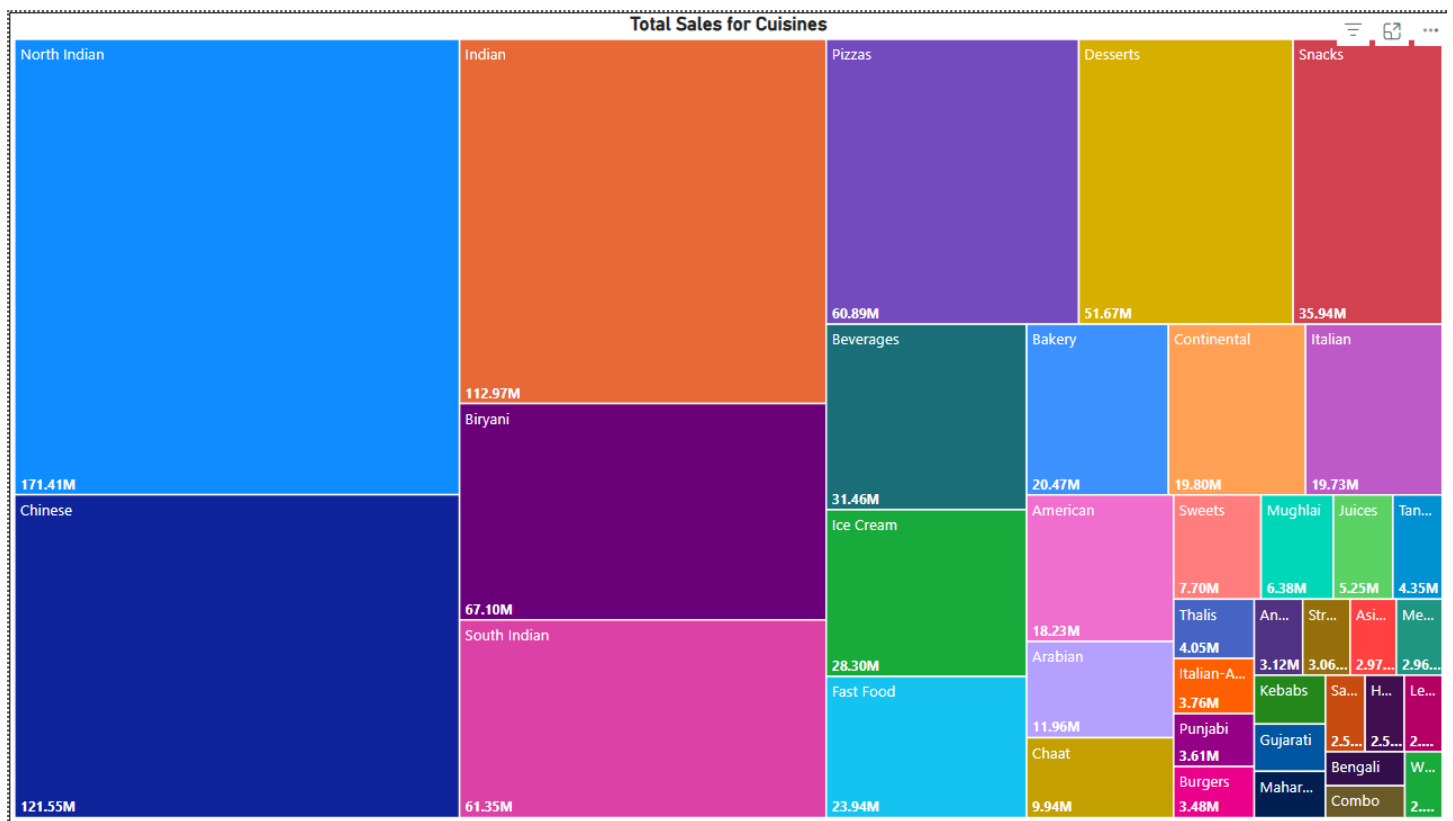 Total Sales for Cuisines
North Indian
171.41M
Chinese
121.55M
Indian
112.97M
Biryani
67.10M
South Indian
61.35M
Pizzas
60.89M
Desserts
51.67M
Snacks
35.94M
Beverages
31.46M
Ice Cream
28.30M
Fast Food
23.94M
Bakery
20.47M
Continental
19.80M
Italian
19.73M
American
18.23M
Arabian
11.96M
Chaat
9.94M
Sweets
7.70M
Mughlai
6.38M
Juices
5.25M
Tan...
4.35M
Thalis
4.05M
Italian-A...
3.76M
Punjabi
3.61M
Burgers
3.48M
An...
3.12M
Str...
3.06...
Asi...
2.97...
Me...
2.96...
Kebabs
Gujarati
Mahar...
Sa...
2.5...
H...
2.5...
Le...
2....
Bengali
Combo
W...
2....